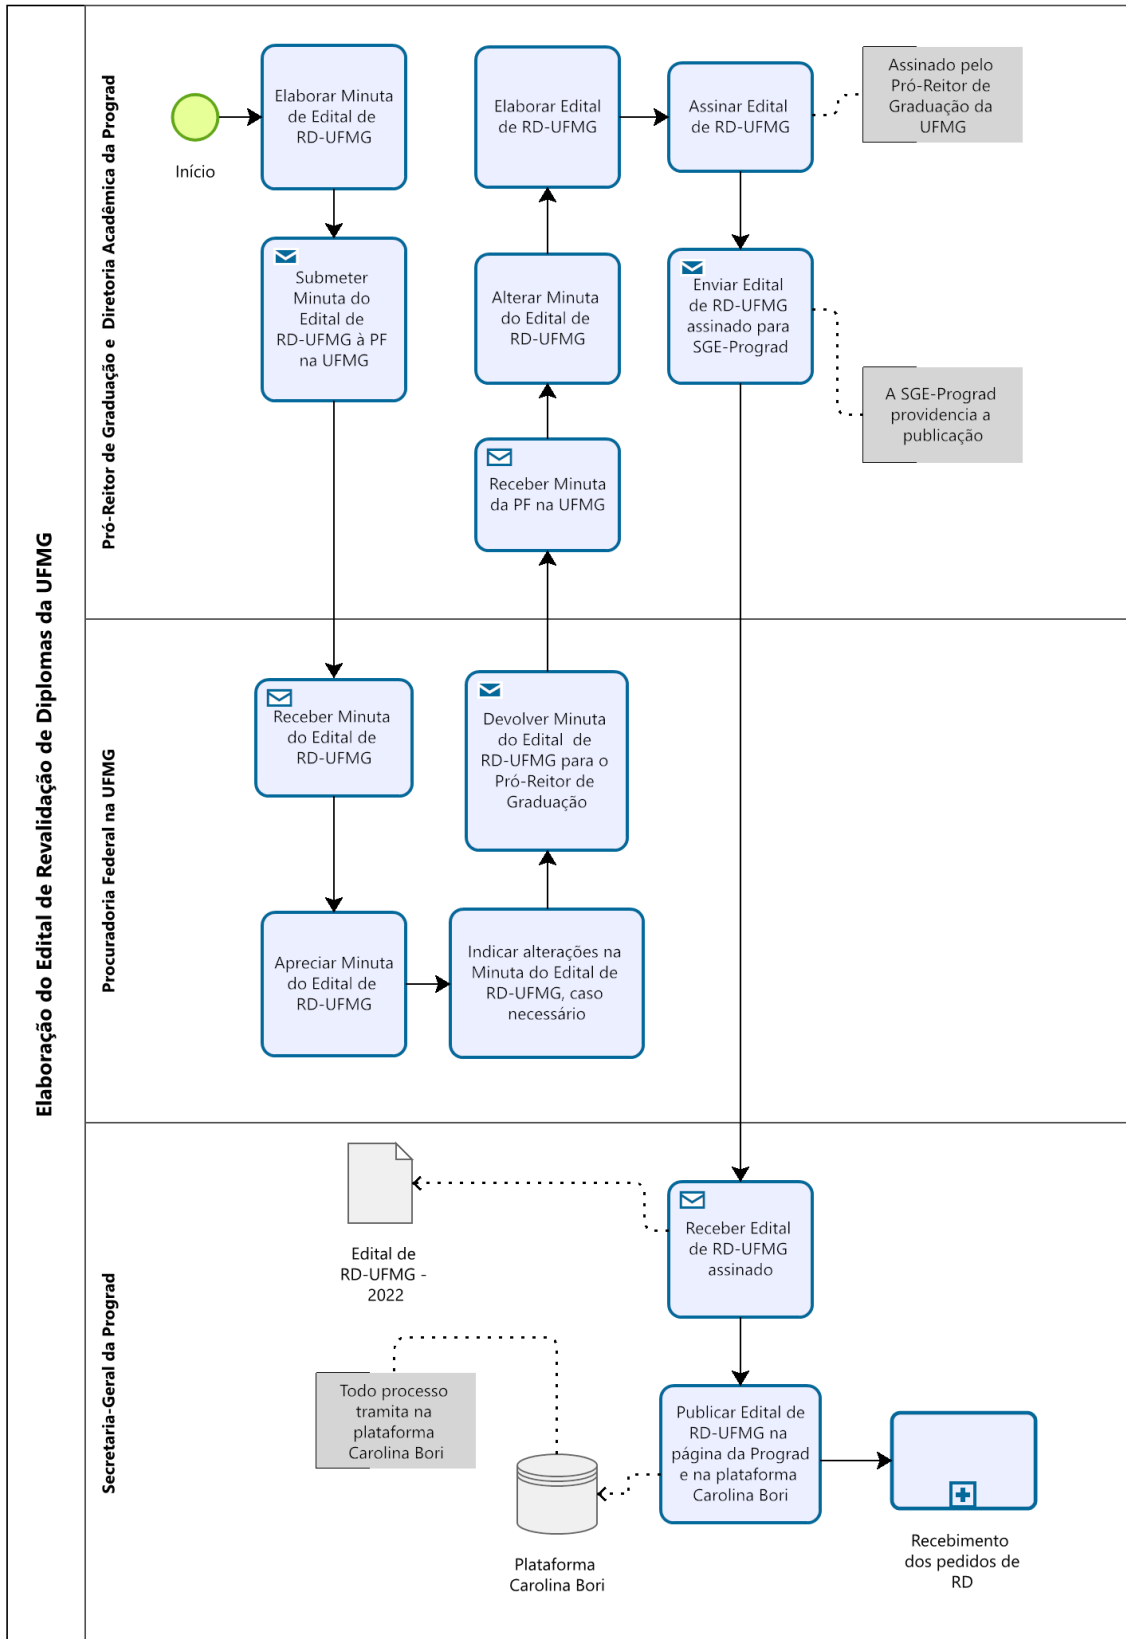 Elaboração do Edital de Revalidação de Diplomas da UFMG
Pró-Reitor de Graduação e Diretoria Acadêmica da Prograd
Início
Elaborar Minuta
de Edital de
RD-UFMG
Submeter
Minuta do
Edital de
RD-UFMG à PF
na UFMG
Elaborar Edital
de RD-UFMG
Assinar Edital
de RD-UFMG
Assinado pelo
Pró-Reitor de
Graduação da
UFMG
Alterar Minuta
do Edital de
RD-UFMG
Enviar Edital
de RD-UFMG
assinado para
SGE-Prograd
A SGE-Prograd
providencia a
publicação
Receber Minuta
da PF na UFMG
Procuradoria Federal na UFMG
Receber Minuta
do Edital de
RD-UFMG
Devolver Minuta
do Edital de
RD-UFMG para o
Pró-Reitor de
Graduação
Apreciar Minuta
do Edital de
RD-UFMG
Indicar alterações na
Minuta do Edital de
RD-UFMG, caso
necessário
Secretaria-Geral da Prograd
Edital de
RD-UFMG -
2022
Receber Edital
de RD-UFMG
assinado
Todo processo
tramita na
plataforma
Carolina Bori
Plataforma
Carolina Bori
Publicar Edital de
RD-UFMG na
página da Prograd
e na plataforma
Carolina Bori
Recebimento
dos pedidos de
RD